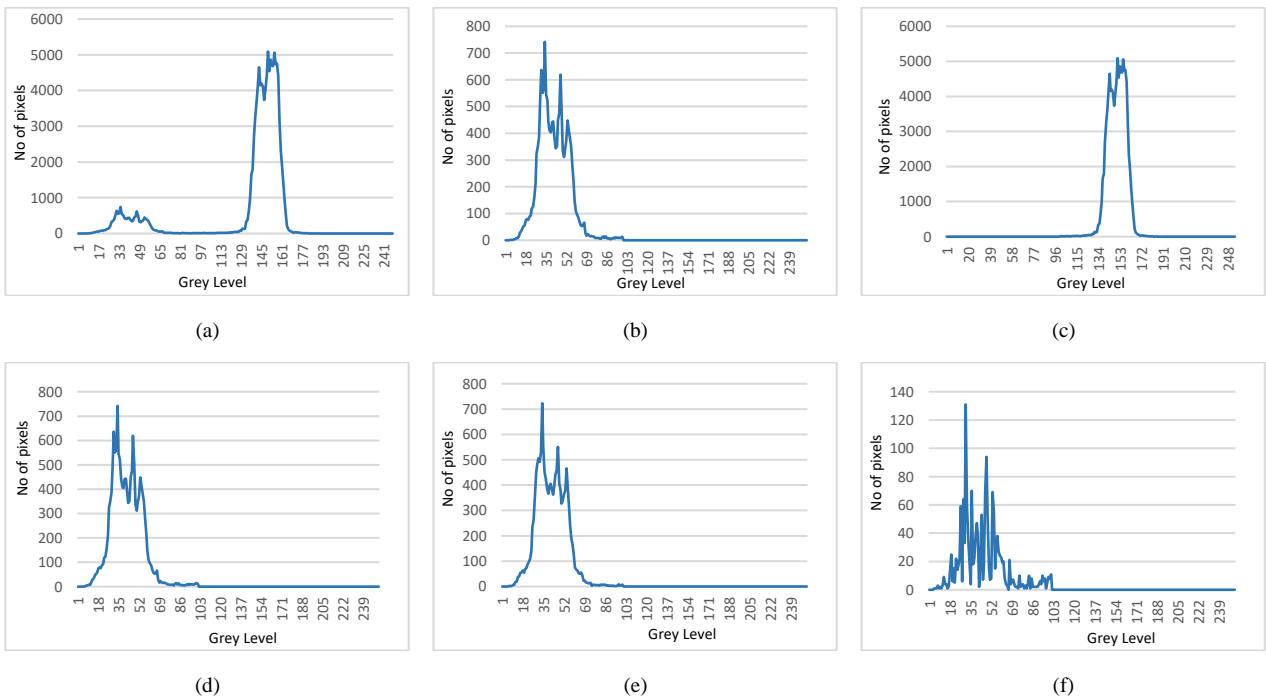 6000
5000
4000
3000
2000
1000
0
No of pixels
1 17 33 49 65 81 97 113 129 145 161 177 193 209 225 241
Grey Level
(a)
800
700
600
500
400
300
200
100
0
No of pixels
1 18 35 52 69 86 103 120 137 154 171 188 205 222 239
Grey Level
(b)
6000
5000
4000
3000
2000
1000
0
No of pixels
1 20 39 58 77 96 115 134 153 172 191 210 229 248
Grey Level
(c)
800
700
600
500
400
300
200
100
0
No of pixels
1 18 35 52 69 86 103 120 137 154 171 188 205 222 239
Grey Level
(d)
800
700
600
500
400
300
200
100
0
No of pixels
1 18 35 52 69 86 103 120 137 154 171 188 205 222 239
Grey Level
(e)
140
120
100
80
60
40
20
0
No of pixels
1 18 35 52 69 86 103 120 137 154 171 188 205 222 239
Grey Level
(f)